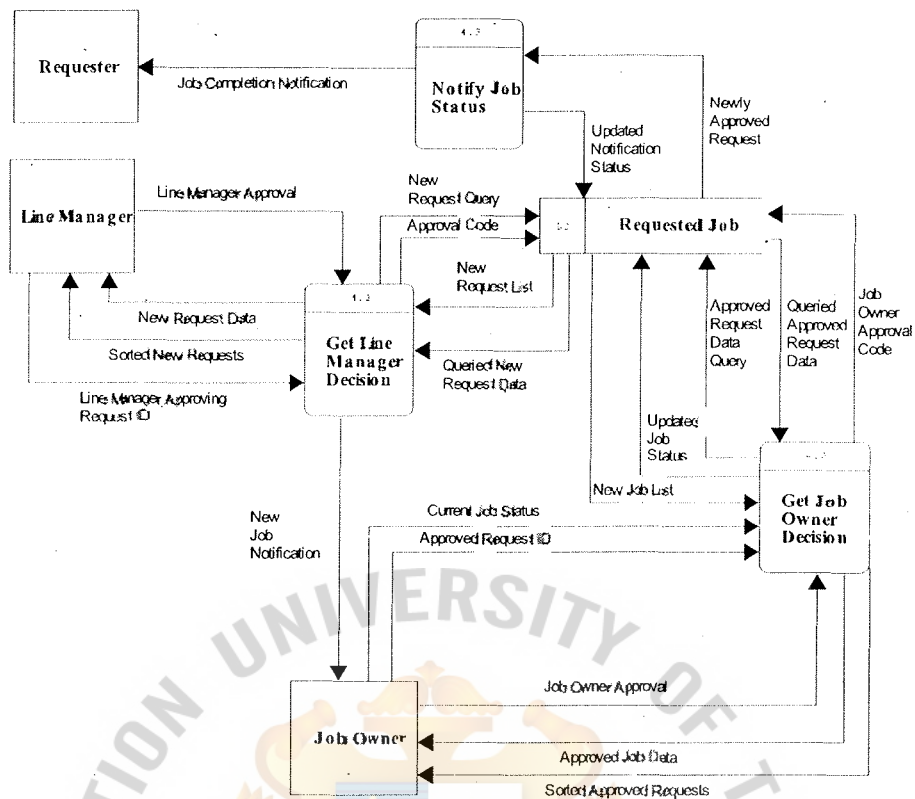 Requester
Job Completion Notification
Notify Job
Status
Newly
Approved
Request
Updated
Notification
Status
Line Manager
Line Manager Approval
New
Request Query
Approval Code
Requested Job
New
Request List
New Request Data
Sorted New Requests
Get Line
Manager
Decision
Queried New
Request Data
Approved
Request
Data
Query
Queried
Approved
Request
Data
Job
Owner
Approval
Code
Line Manager Approving
Request ID
Updated
Job
Status
New Job List
Get Job
Owner
Decision
New
Job
Notification
Current Job Status
Approved Request ID
Job Owner
Job Owner Approval
Approved Job Data
Sorted Approved Requests
TION UNIVERSITY OF T